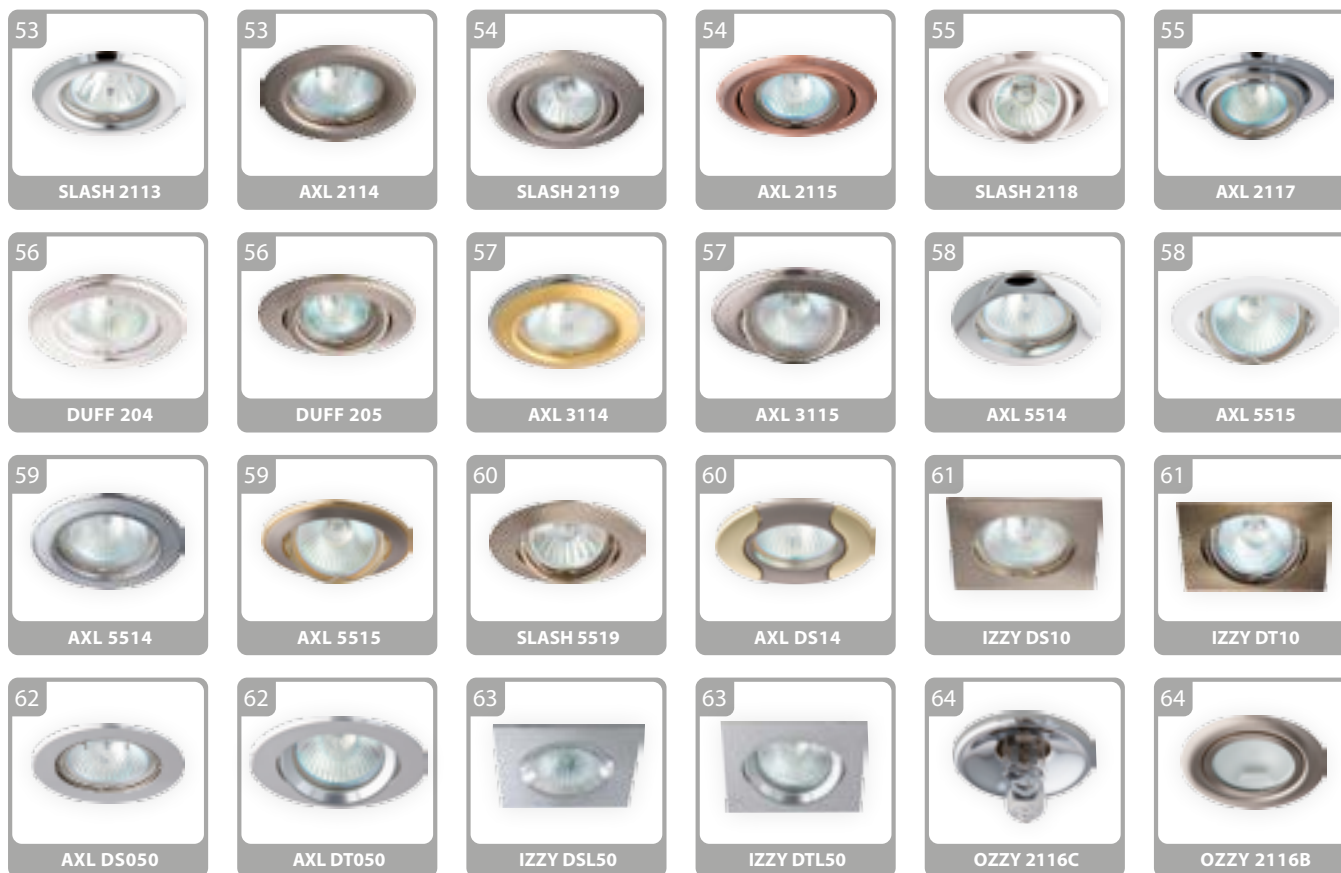 53 53 54 54 55 55
SLASH 2113 AXL 2114 SLASH 2119 AXL 2115 SLASH 2118 AXL 2117
56 56 57 57 58 58
DUFF 204 DUFF 205 AXL 3114 AXL 3115 AXL 5514 AXL 5515
59 59 60 60 61 61
AXL 5514 AXL 5515 SLASH 5519 AXL DS14 IZZY DS10 IZZY DT10
62 62 63 63 64 64
AXL DS050 AXL DT050 IZZY DSL50 IZZY DTL50 OZZY 2116C OZZY 2116B